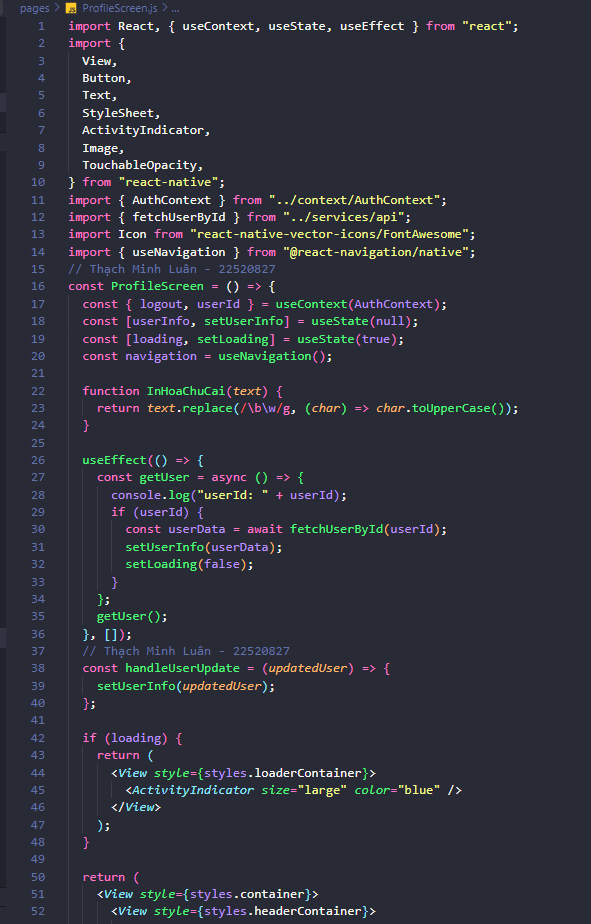 pages > JS ProfileScreen.js > ...
1 import React, { useContext, useState, useEffect } from "react";
2 import {
3   View,
4   Button,
5   Text,
6   StyleSheet,
7   ActivityIndicator,
8   Image,
9   TouchableOpacity,
10 } from "react-native";
11 import { AuthContext } from "../context/AuthContext";
12 import { fetchUserById } from "../services/api";
13 import Icon from "react-native-vector-icons/FontAwesome";
14 import { useNavigation } from "@react-navigation/native";
15 // Thạch Minh Luân - 22520827
16 const ProfileScreen = () => {
17   const { logout, userId } = useContext(AuthContext);
18   const [userInfo, setUserInfo] = useState(null);
19   const [loading, setLoading] = useState(true);
20   const navigation = useNavigation();
21
22   function InHoaChuCai(text) {
23     return text.replace(/\b\w/g, (char) => char.toUpperCase());
24   }
25
26   useEffect(() => {
27     const getUser = async () => {
28       console.log("userId: " + userId);
29       if (userId) {
30         const userData = await fetchUserById(userId);
31         setUserInfo(userData);
32         setLoading(false);
33       }
34     };
35     getUser();
36   }, []);
37   // Thạch Minh Luân - 22520827
38   const handleUserUpdate = (updatedUser) => {
39     setUserInfo(updatedUser);
40   };
41
42   if (loading) {
43     return (
44       <View style={styles.loaderContainer}>
45         <ActivityIndicator size="large" color="blue" />
46       </View>
47     );
48   }
49
50   return (
51     <View style={styles.container}>
52       <View style={styles.headerContainer}>